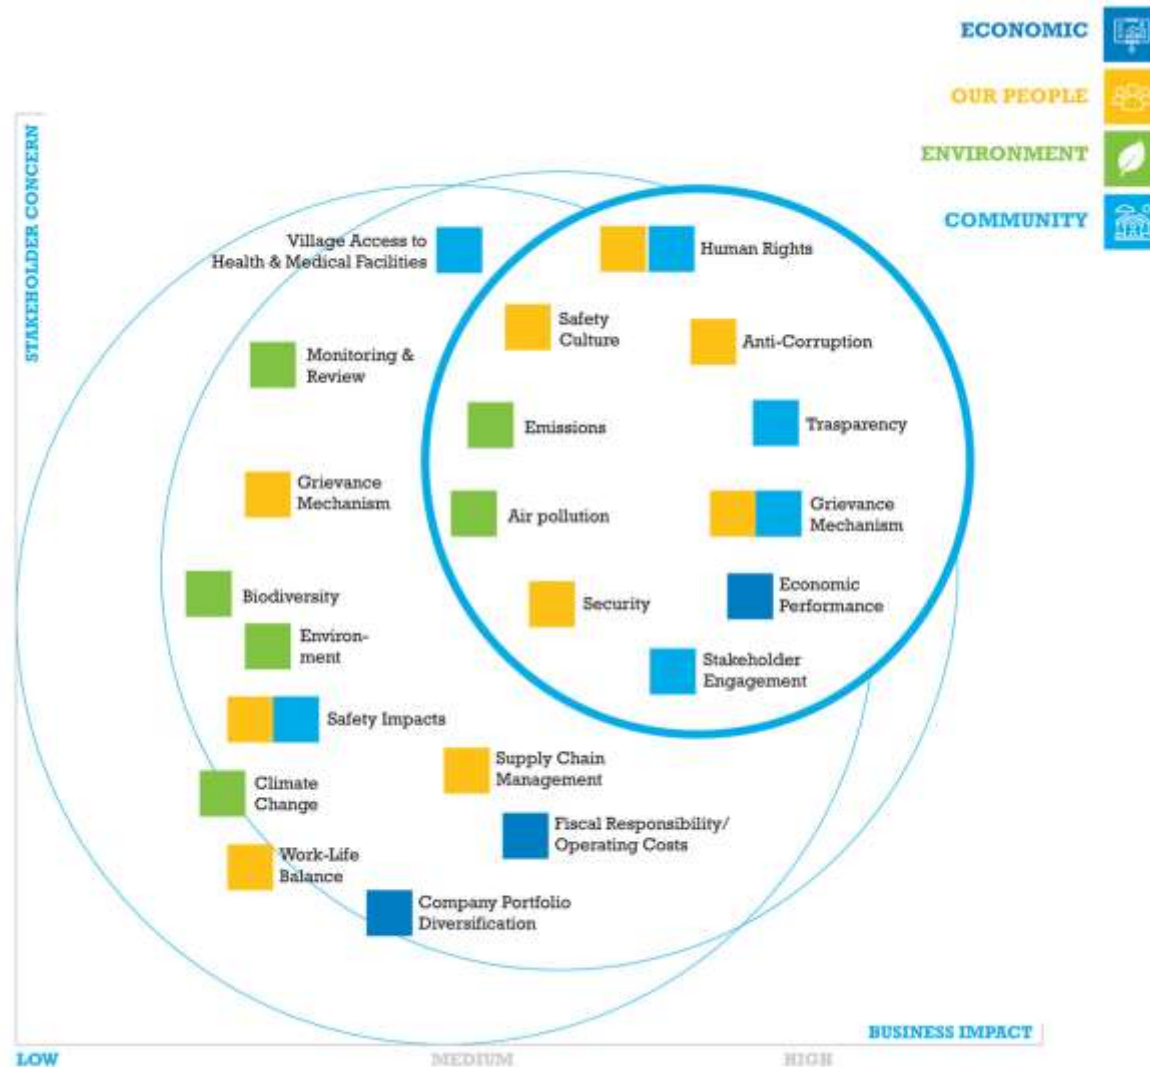 ECONOMIC
OUR PEOPLE
ENVIRONMENT
COMMUNITY
STAKEHOLDER CONCERN
Village Access to
Health & Medical Facilities
Human Rights
Safety
Culture
Anti-Corruption
Monitoring &
Review
Emissions
Trasparency
Grievance
Mechanism
Air pollution
Grievance
Mechanism
Biodiversity
Security
Economic
Performance
Environ-
ment
Stakeholder
Engagement
Safety Impacts
Supply Chain
Management
Climate
Change
Fiscal Responsibility/
Operating Costs
Work-Life
Balance
Company Portfolio
Diversification
BUSINESS IMPACT
LOW
MEDIUM
HIGH